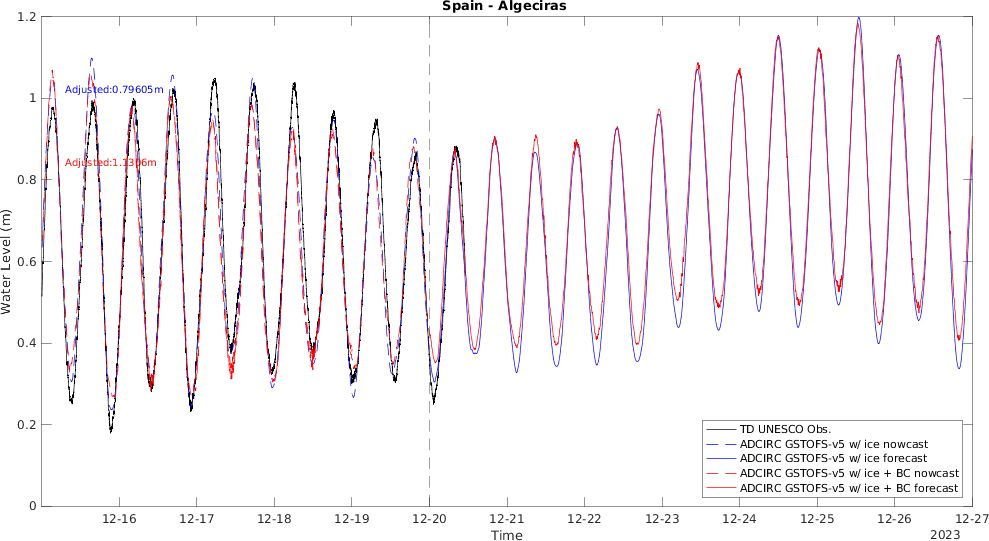 Spain - Algeciras
1.2
1
0.8
0.6
0.4
0.2
0
Water Level (m)
Adjusted:0.79605m
TD UNESCO Obs.
ADCIRC GSTOFS-v5 w/ ice nowcast
ADCIRC GSTOFS-v5 w/ ice forecast
ADCIRC GSTOFS-v5 w/ ice + BC nowcast
ADCIRC GSTOFS-v5 w/ ice + BC forecast
12-16 12-17 12-18 12-19 12-20 12-21 12-22 12-23 12-24 12-25 12-26 12-27
Time
2023